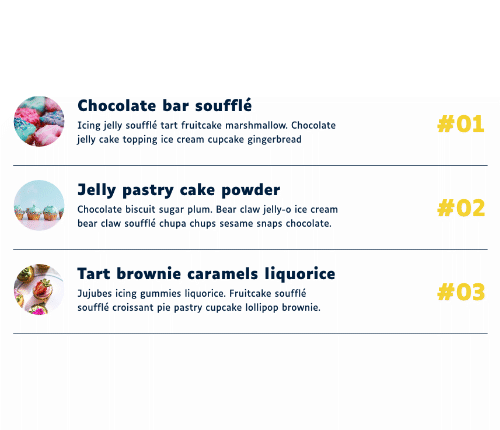 Chocolate bar soufflé
Icing jelly soufflé tart fruitcake marshmallow. Chocolate
jelly cake topping ice cream cupcake gingerbread
#01
Jelly pastry cake powder
Chocolate biscuit sugar plum. Bear claw jelly-o ice cream
bear claw soufflé chupa chups sesame snaps chocolate.
#02
Tart brownie caramels liquorice
Jujubes icing gummies liquorice. Fruitcake soufflé
soufflé croissant pie pastry cupcake lollipop brownie.
#03